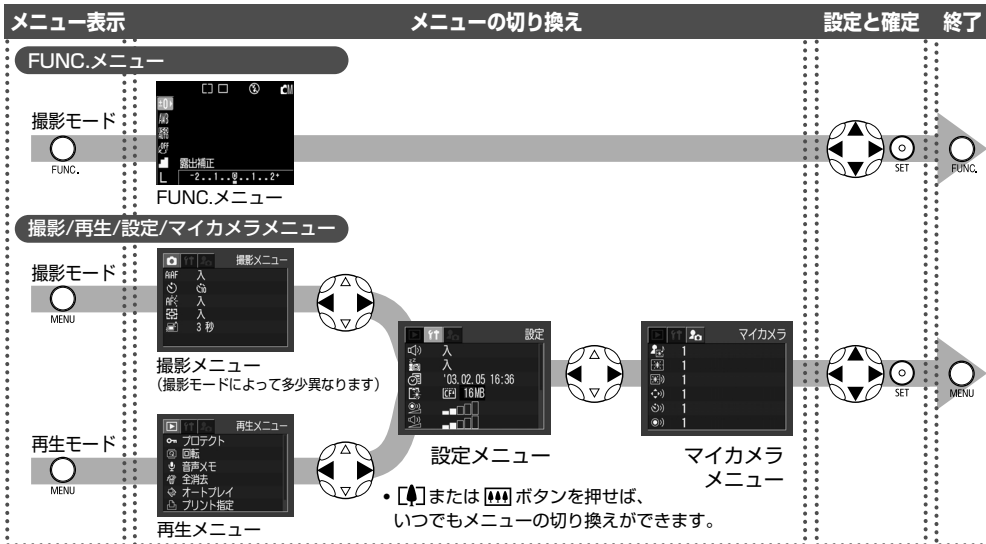 メニュー表示 メニューの切り換え 設定と確定 終了
FUNC.メニュー
撮影モード
FUNC.
露出補正
L -2..1..0..1..2+
FUNC.メニュー
SET
FUNC.
撮影/再生/設定/マイカメラメニュー
撮影モード
MENU
撮影メニュー
AiAF 入
入
入
3 秒
撮影メニュー
(撮影モードによって多少異なります)
再生モード
MENU
再生メニュー
プロテクト
回転
音声メモ
全消去
オートプレイ
プリント指定
再生メニュー
設定
入
入
'03.02.05 16:36
CF 16MB
設定メニュー
マイカメラ
1
1
1
1
1
1
マイカメラ
メニュー
SET
MENU
• または ボタンを押せば、
いつでもメニューの切り換えができます。